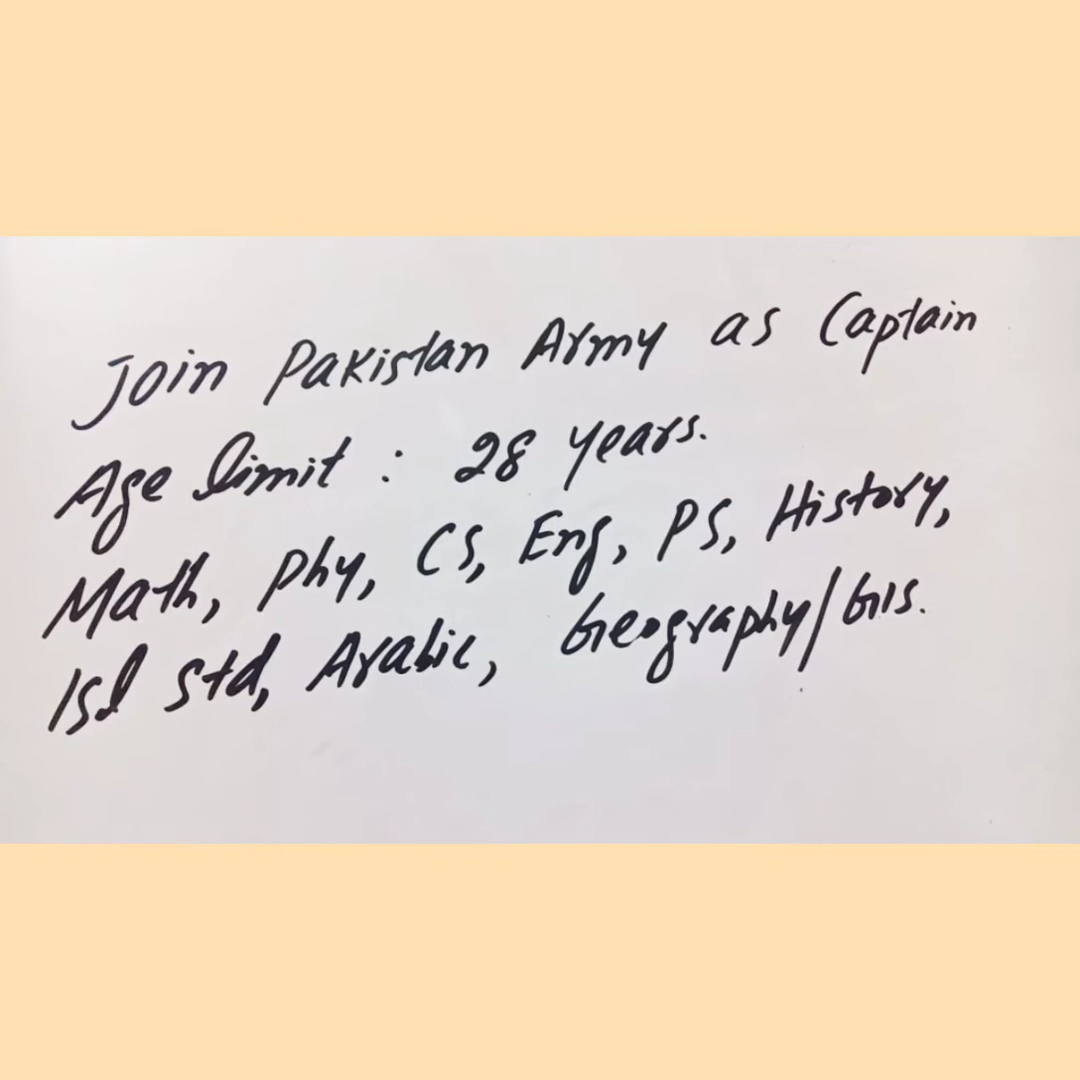 Join Pakistan Army as Captain
Age limit : 28 years.
Math, Phy, CS, Eng, PS, History,
Isl Std, Arabic, Geography/GIS.